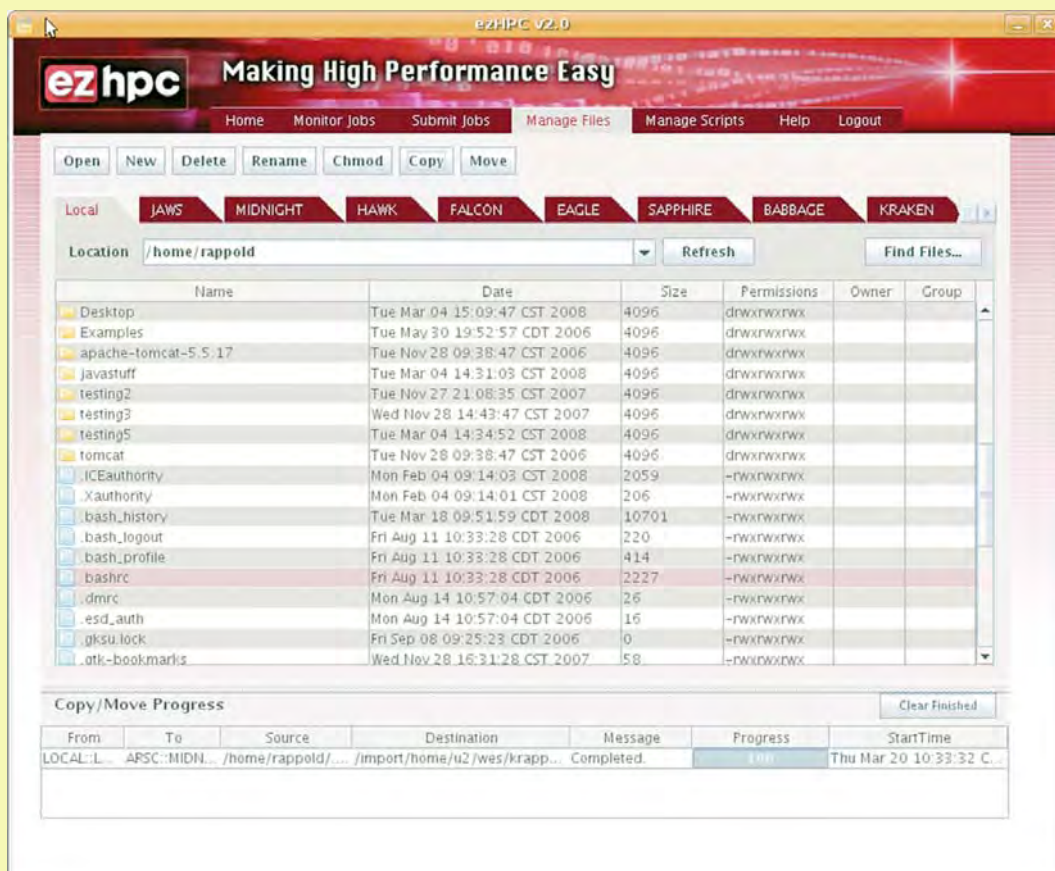 ezHPC v2.0
ez hpc
Making High Performance Easy
Home Monitor Jobs Submit Jobs Manage Files Manage Scripts Help Logout
Open New Delete Rename Chmod Copy Move
Local JAWS MIDNIGHT HAWK FALCON EAGLE SAPPHIRE BABBAGE KRAKEN
Location /home/rappold Refresh Find Files...
Name Date Size Permissions Owner Group
Desktop Tue Mar 04 15:09:47 CST 2008 4096 drwxrwxrwx
Examples Tue May 30 19:52:57 CDT 2006 4096 drwxrwxrwx
apache-tomcat-5.5.17 Tue Nov 28 09:38:47 CST 2006 4096 drwxrwxrwx
javastuff Tue Mar 04 14:31:03 CST 2008 4096 drwxrwxrwx
testing2 Tue Nov 27 21:08:35 CST 2007 4096 drwxrwxrwx
testing3 Wed Nov 28 14:43:47 CST 2007 4096 drwxrwxrwx
testing5 Tue Mar 04 14:34:52 CST 2008 4096 drwxrwxrwx
tomcat Tue Nov 28 09:38:47 CST 2006 4096 drwxrwxrwx
.ICEauthority Mon Feb 04 09:14:03 CST 2008 2059 -rwxrwxrwx
.Xauthority Mon Feb 04 09:14:01 CST 2008 206 -rwxrwxrwx
.bash_history Tue Mar 18 09:51:59 CDT 2008 10701 -rwxrwxrwx
.bash_logout Fri Aug 11 10:33:28 CDT 2006 220 -rwxrwxrwx
.bash_profile Fri Aug 11 10:33:28 CDT 2006 414 -rwxrwxrwx
.bashrc Fri Aug 11 10:33:28 CDT 2006 2227 -rwxrwxrwx
.dmrc Mon Aug 14 10:57:04 CDT 2006 26 -rwxrwxrwx
.esd_auth Mon Aug 14 10:57:04 CDT 2006 16 -rwxrwxrwx
.gksu.lock Fri Sep 08 09:25:23 CDT 2006 0 -rwxrwxrwx
.gtk-bookmarks Wed Nov 28 16:31:28 CST 2007 58 -rwxrwxrwx
Copy/Move Progress Clear Finished
From To Source Destination Message Progress StartTime
LOCAL::L... ARSC::MIDN... /home/rappold/.... /import/home/u2/wes/krapp... Completed. 100 Thu Mar 20 10:33:32 C...